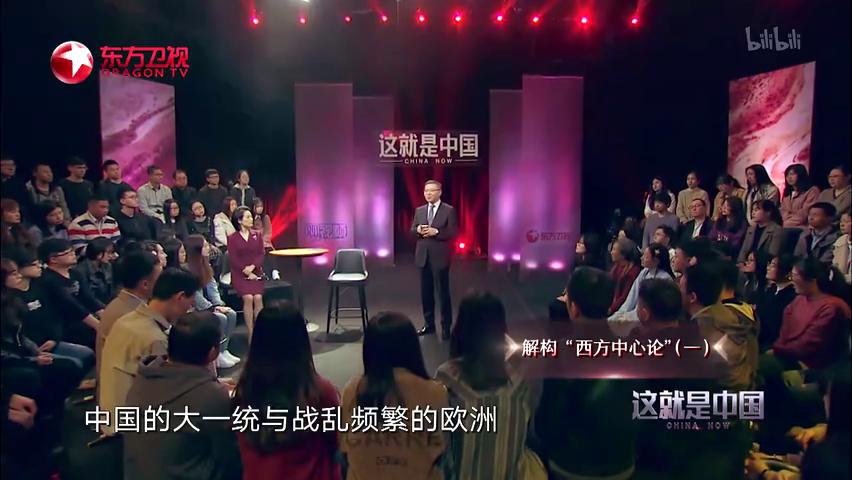 东方卫视
DRAGON TV
bilibili
这就是中国
CHINA NOW
东方卫视
解构“西方中心论”(一)
这就是中国
CHINA NOW
中国的大一统与战乱频繁的欧洲